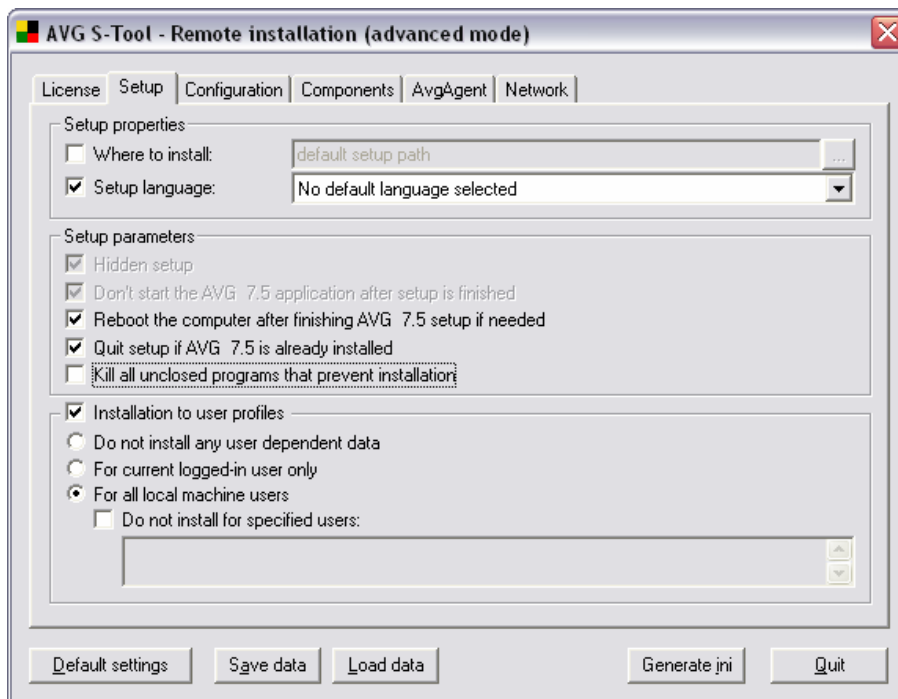 AVG S-Tool - Remote installation (advanced mode)
License Setup Configuration Components AvgAgent Network
Setup properties
Where to install: default setup path ...
Setup language: No default language selected
Setup parameters
Hidden setup
Don't start the AVG 7.5 application after setup is finished
Reboot the computer after finishing AVG 7.5 setup if needed
Quit setup if AVG 7.5 is already installed
Kill all unclosed programs that prevent installation
Installation to user profiles
Do not install any user dependent data
For current logged-in user only
For all local machine users
Do not install for specified users:
Default settings Save data Load data Generate ini Quit